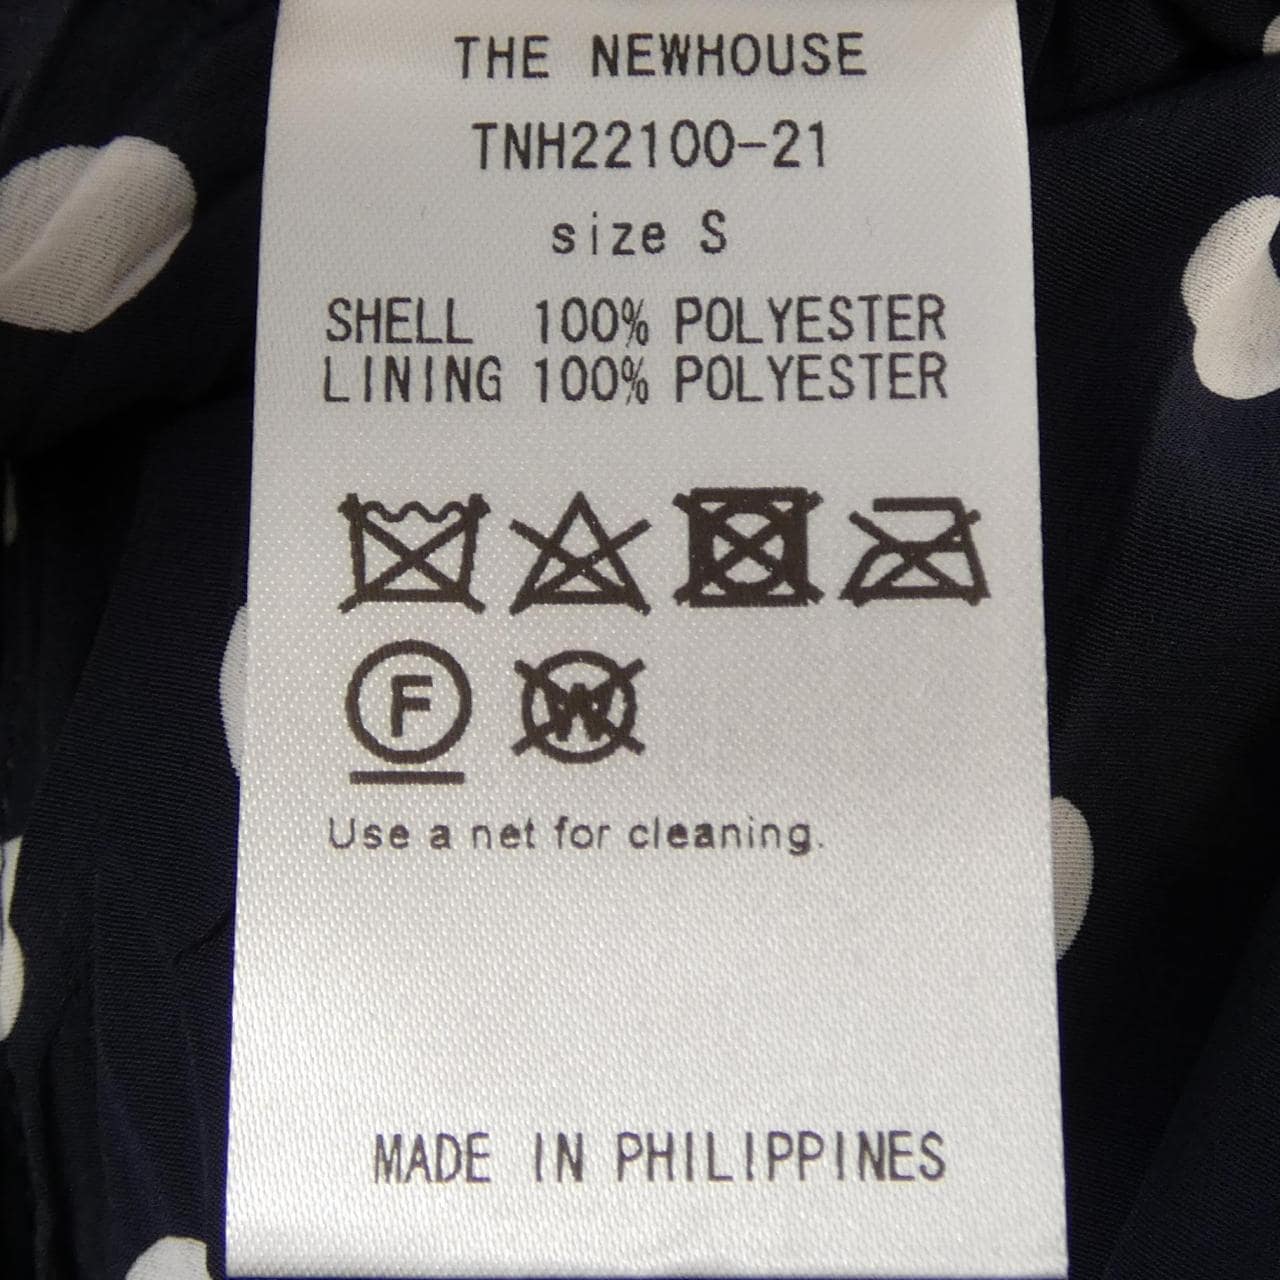 THE NEWHOUSE
TNH22100-21
size S
SHELL 100% POLYESTER
LINING 100% POLYESTER
F W
Use a net for cleaning.
MADE IN PHILIPPINES